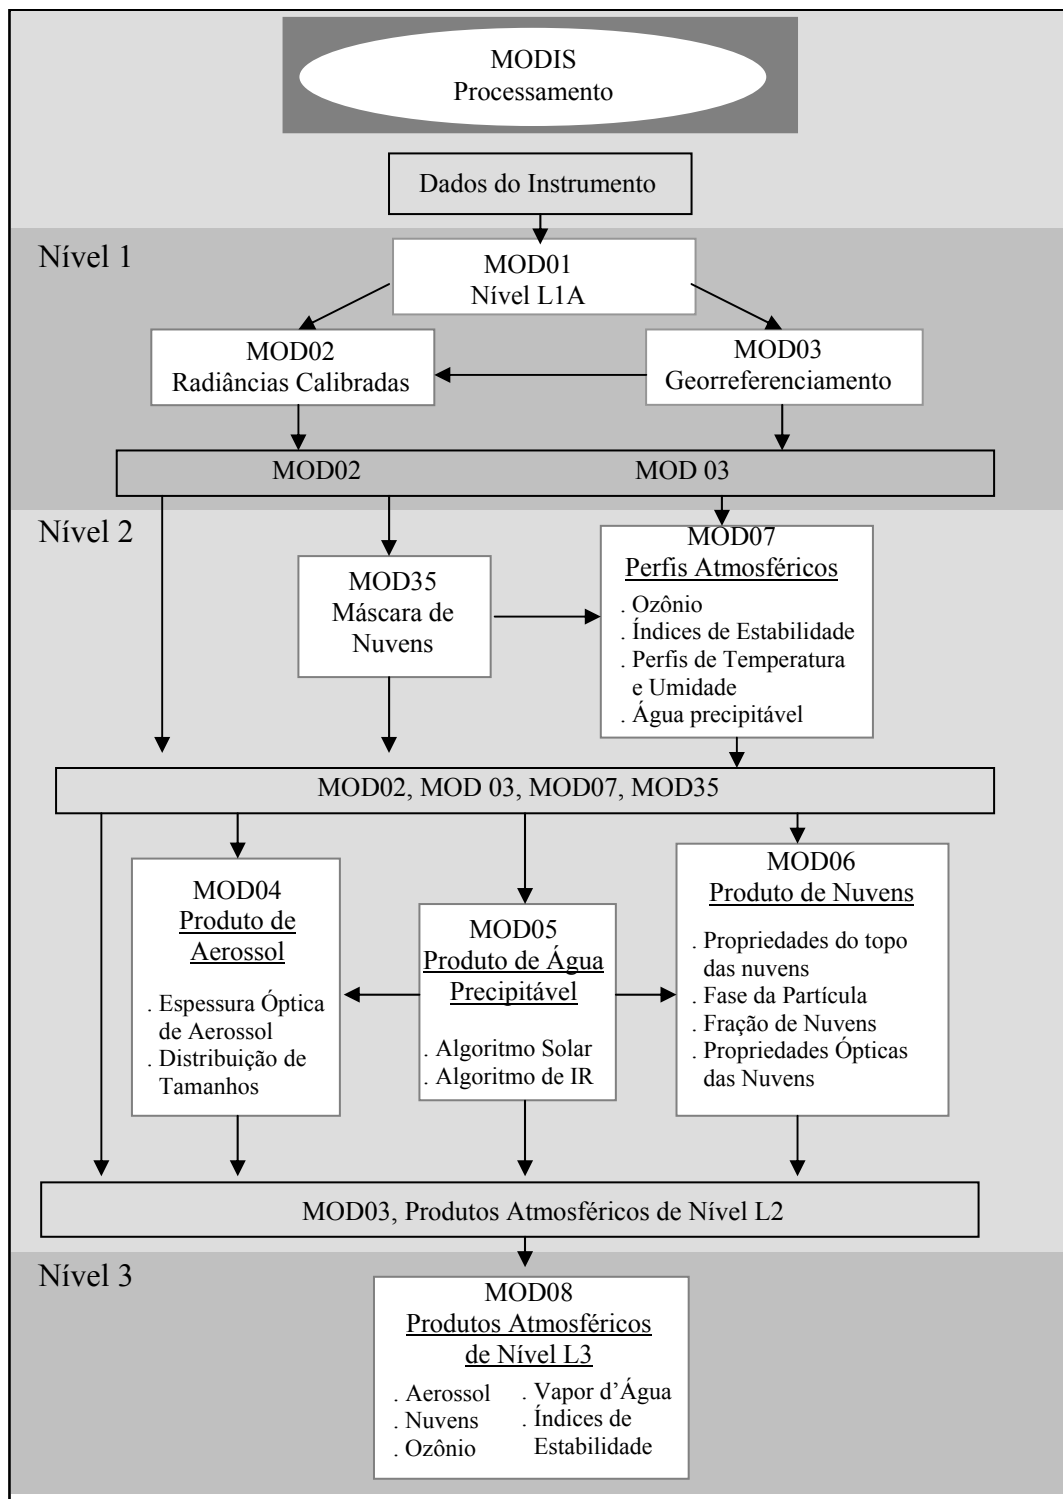 MODIS
Processamento
Dados do Instrumento
Nível 1
MOD01
Nível L1A
MOD02
Radiâncias Calibradas
MOD03
Georreferenciamento
MOD02
MOD 03
Nível 2
MOD35
Máscara de
Nuvens
MOD07
Perfis Atmosféricos
. Ozônio
. Índices de Estabilidade
. Perfis de Temperatura
e Umidade
. Água precipitável
MOD02, MOD 03, MOD07, MOD35
MOD04
Produto de
Aerossol
. Espessura Óptica
de Aerossol
. Distribuição de
Tamanhos
MOD05
Produto de Água
Precipitável
. Algoritmo Solar
. Algoritmo de IR
MOD06
Produto de Nuvens
. Propriedades do topo
das nuvens
. Fase da Partícula
. Fração de Nuvens
. Propriedades Ópticas
das Nuvens
MOD03, Produtos Atmosféricos de Nível L2
Nível 3
MOD08
Produtos Atmosféricos
de Nível L3
. Aerossol
. Nuvens
. Ozônio
. Vapor d’Água
. Índices de
Estabilidade